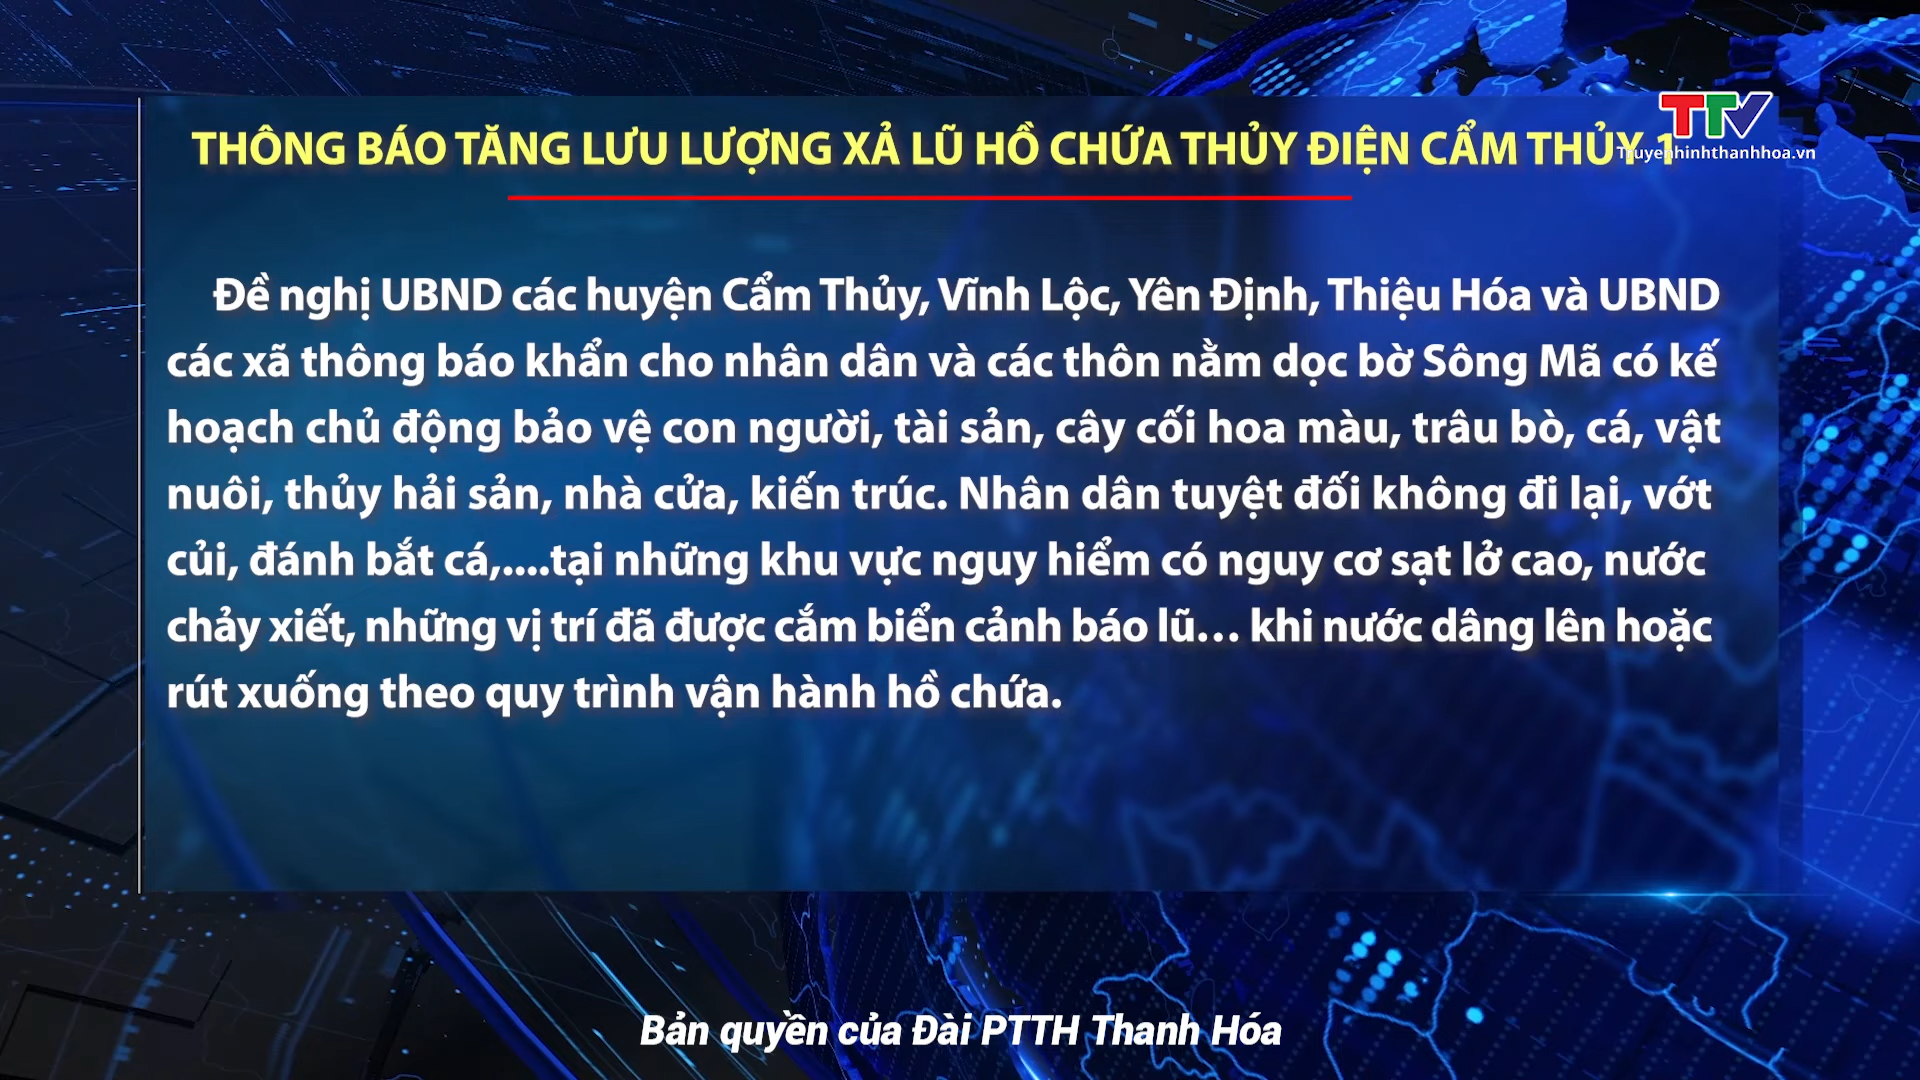 THÔNG BÁO TĂNG LƯU LƯỢNG XẢ LŨ HỒ CHỨA THỦY ĐIỆN CẨM THỦY 1
TTV
Truyenhinhthanhhoa.vn
Đề nghị UBND các huyện Cẩm Thủy, Vĩnh Lộc, Yên Định, Thiệu Hóa và UBND
các xã thông báo khẩn cho nhân dân và các thôn nằm dọc bờ Sông Mã có kế
hoạch chủ động bảo vệ con người, tài sản, cây cối hoa màu, trâu bò, cá, vật
nuôi, thủy hải sản, nhà cửa, kiến trúc. Nhân dân tuyệt đối không đi lại, vớt
củi, đánh bắt cá,....tại những khu vực nguy hiểm có nguy cơ sạt lở cao, nước
chảy xiết, những vị trí đã được cắm biển cảnh báo lũ… khi nước dâng lên hoặc
rút xuống theo quy trình vận hành hồ chứa.
Bản quyền của Đài PTTH Thanh Hóa